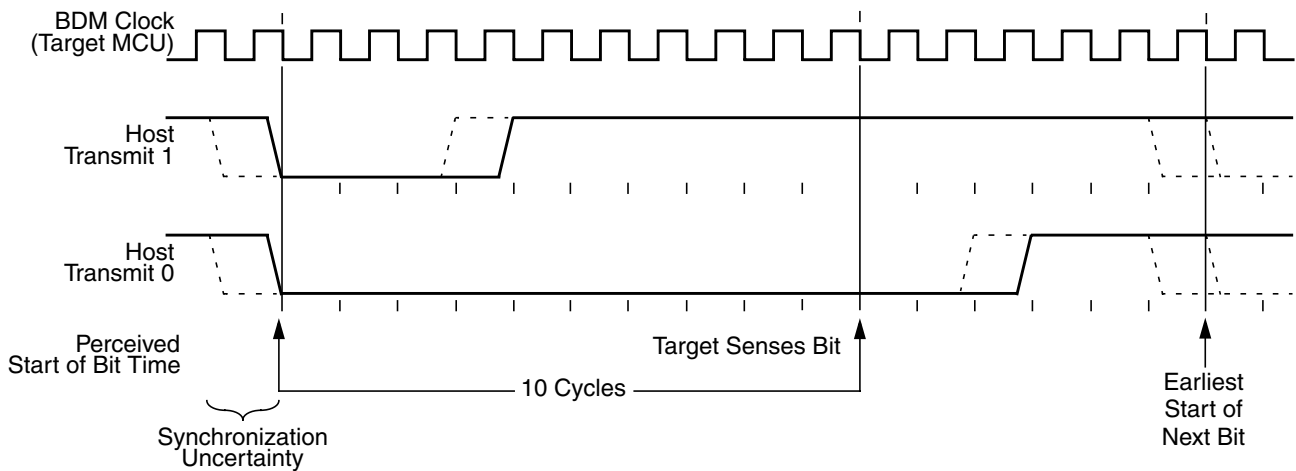 BDM Clock
(Target MCU)
Host
Transmit 1
Host
Transmit 0
Perceived
Start of Bit Time
Target Senses Bit
10 Cycles
Earliest
Start of
Next Bit
Synchronization
Uncertainty